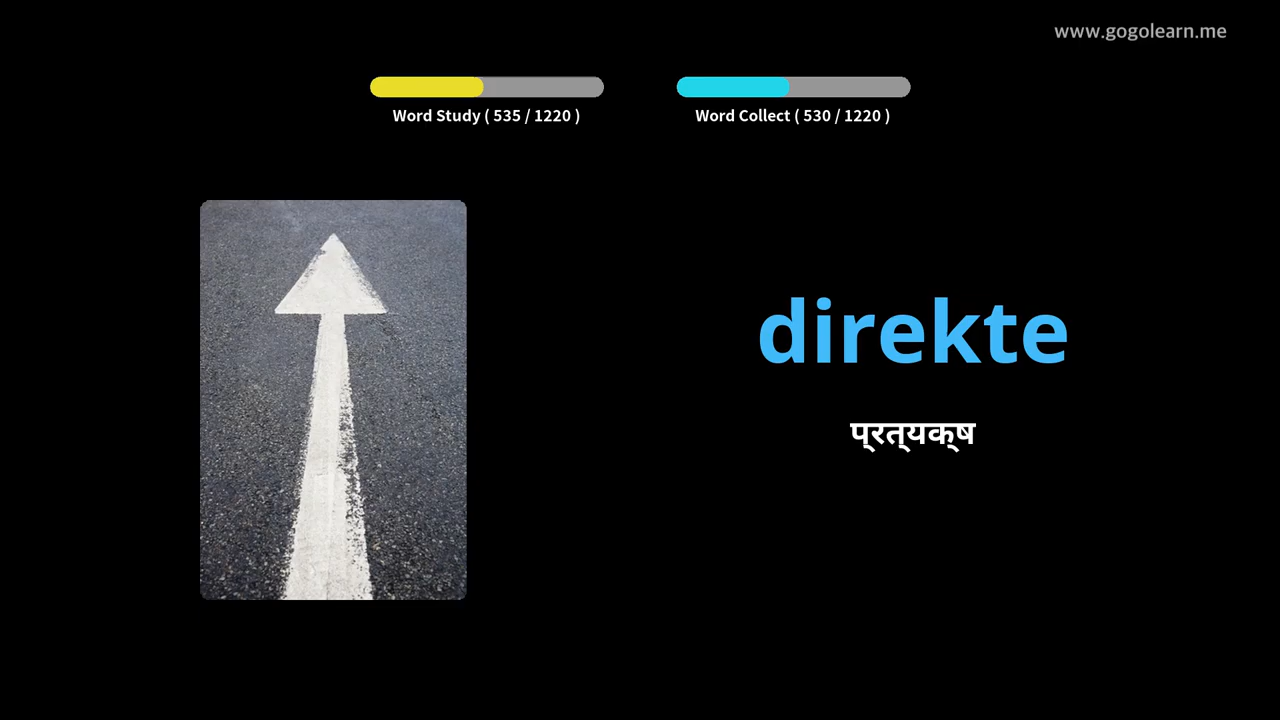 www.gogolearn.me
Word Study ( 535 / 1220 )
Word Collect ( 530 / 1220 )
direkte
प्रत्यक्ष